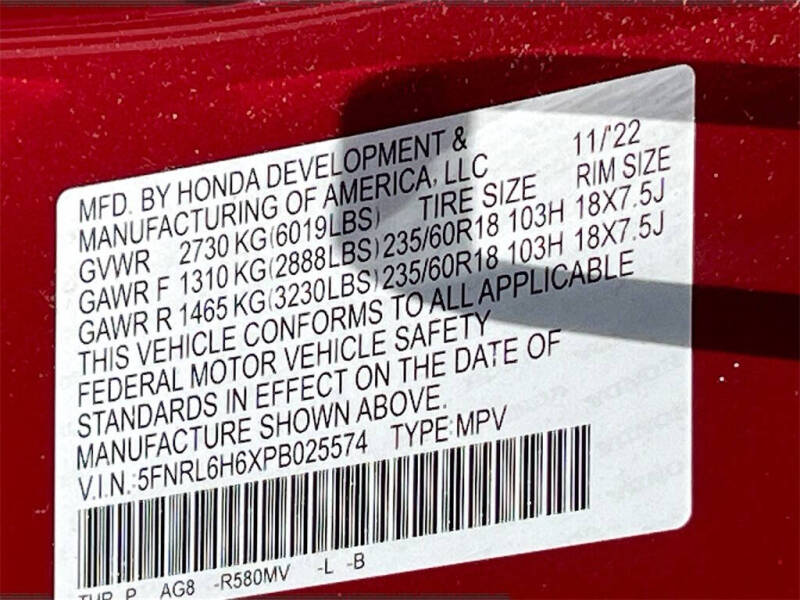 MFD. BY HONDA DEVELOPMENT & 11/'22
MANUFACTURING OF AMERICA, LLC RIM SIZE
GVWR 2730 KG(6019LBS) TIRE SIZE
GAWR F 1310 KG(2888LBS)235/60R18 103H 18X7.5J
GAWR R 1465 KG(3230LBS)235/60R18 103H 18X7.5J
THIS VEHICLE CONFORMS TO ALL APPLICABLE
FEDERAL MOTOR VEHICLE SAFETY
STANDARDS IN EFFECT ON THE DATE OF
MANUFACTURE SHOWN ABOVE.
V.I.N.:5FNRL6H6XPB025574 TYPE:MPV
AG8 -R580MV -L -B